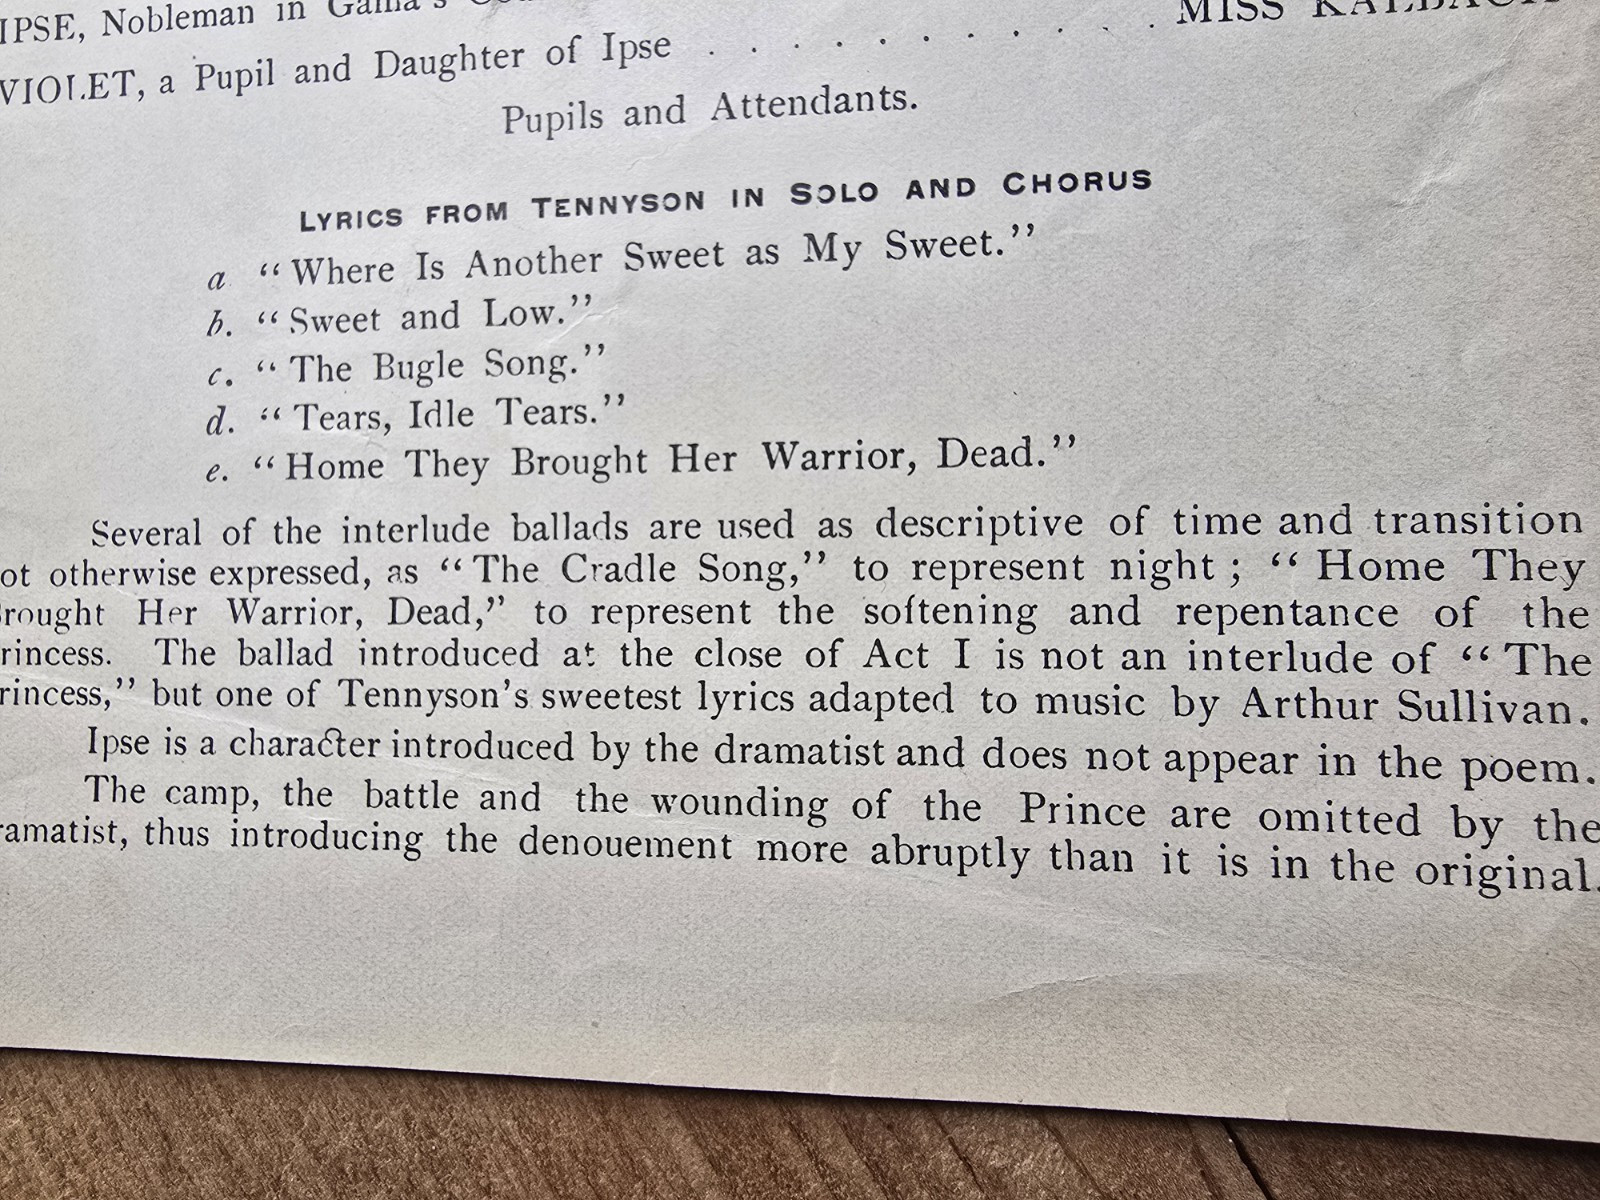 IPSE, Nobleman in Gama's
VIOLET, a Pupil and Daughter of Ipse . . . . . . . . . . . MISS
Pupils and Attendants.
LYRICS FROM TENNYSON IN SOLO AND CHORUS
a “Where Is Another Sweet as My Sweet.”
b. “Sweet and Low.”
c. “The Bugle Song.”
d. “Tears, Idle Tears.”
e. “Home They Brought Her Warrior, Dead.”
Several of the interlude ballads are used as descriptive of time and transition
ot otherwise expressed, as “The Cradle Song,” to represent night; “Home They
rought Her Warrior, Dead,” to represent the softening and repentance of the
rincess. The ballad introduced at the close of Act I is not an interlude of “The
rincess,” but one of Tennyson's sweetest lyrics adapted to music by Arthur Sullivan.
Ipse is a character introduced by the dramatist and does not appear in the poem.
The camp, the battle and the wounding of the Prince are omitted by the
ramatist, thus introducing the denouement more abruptly than it is in the original.